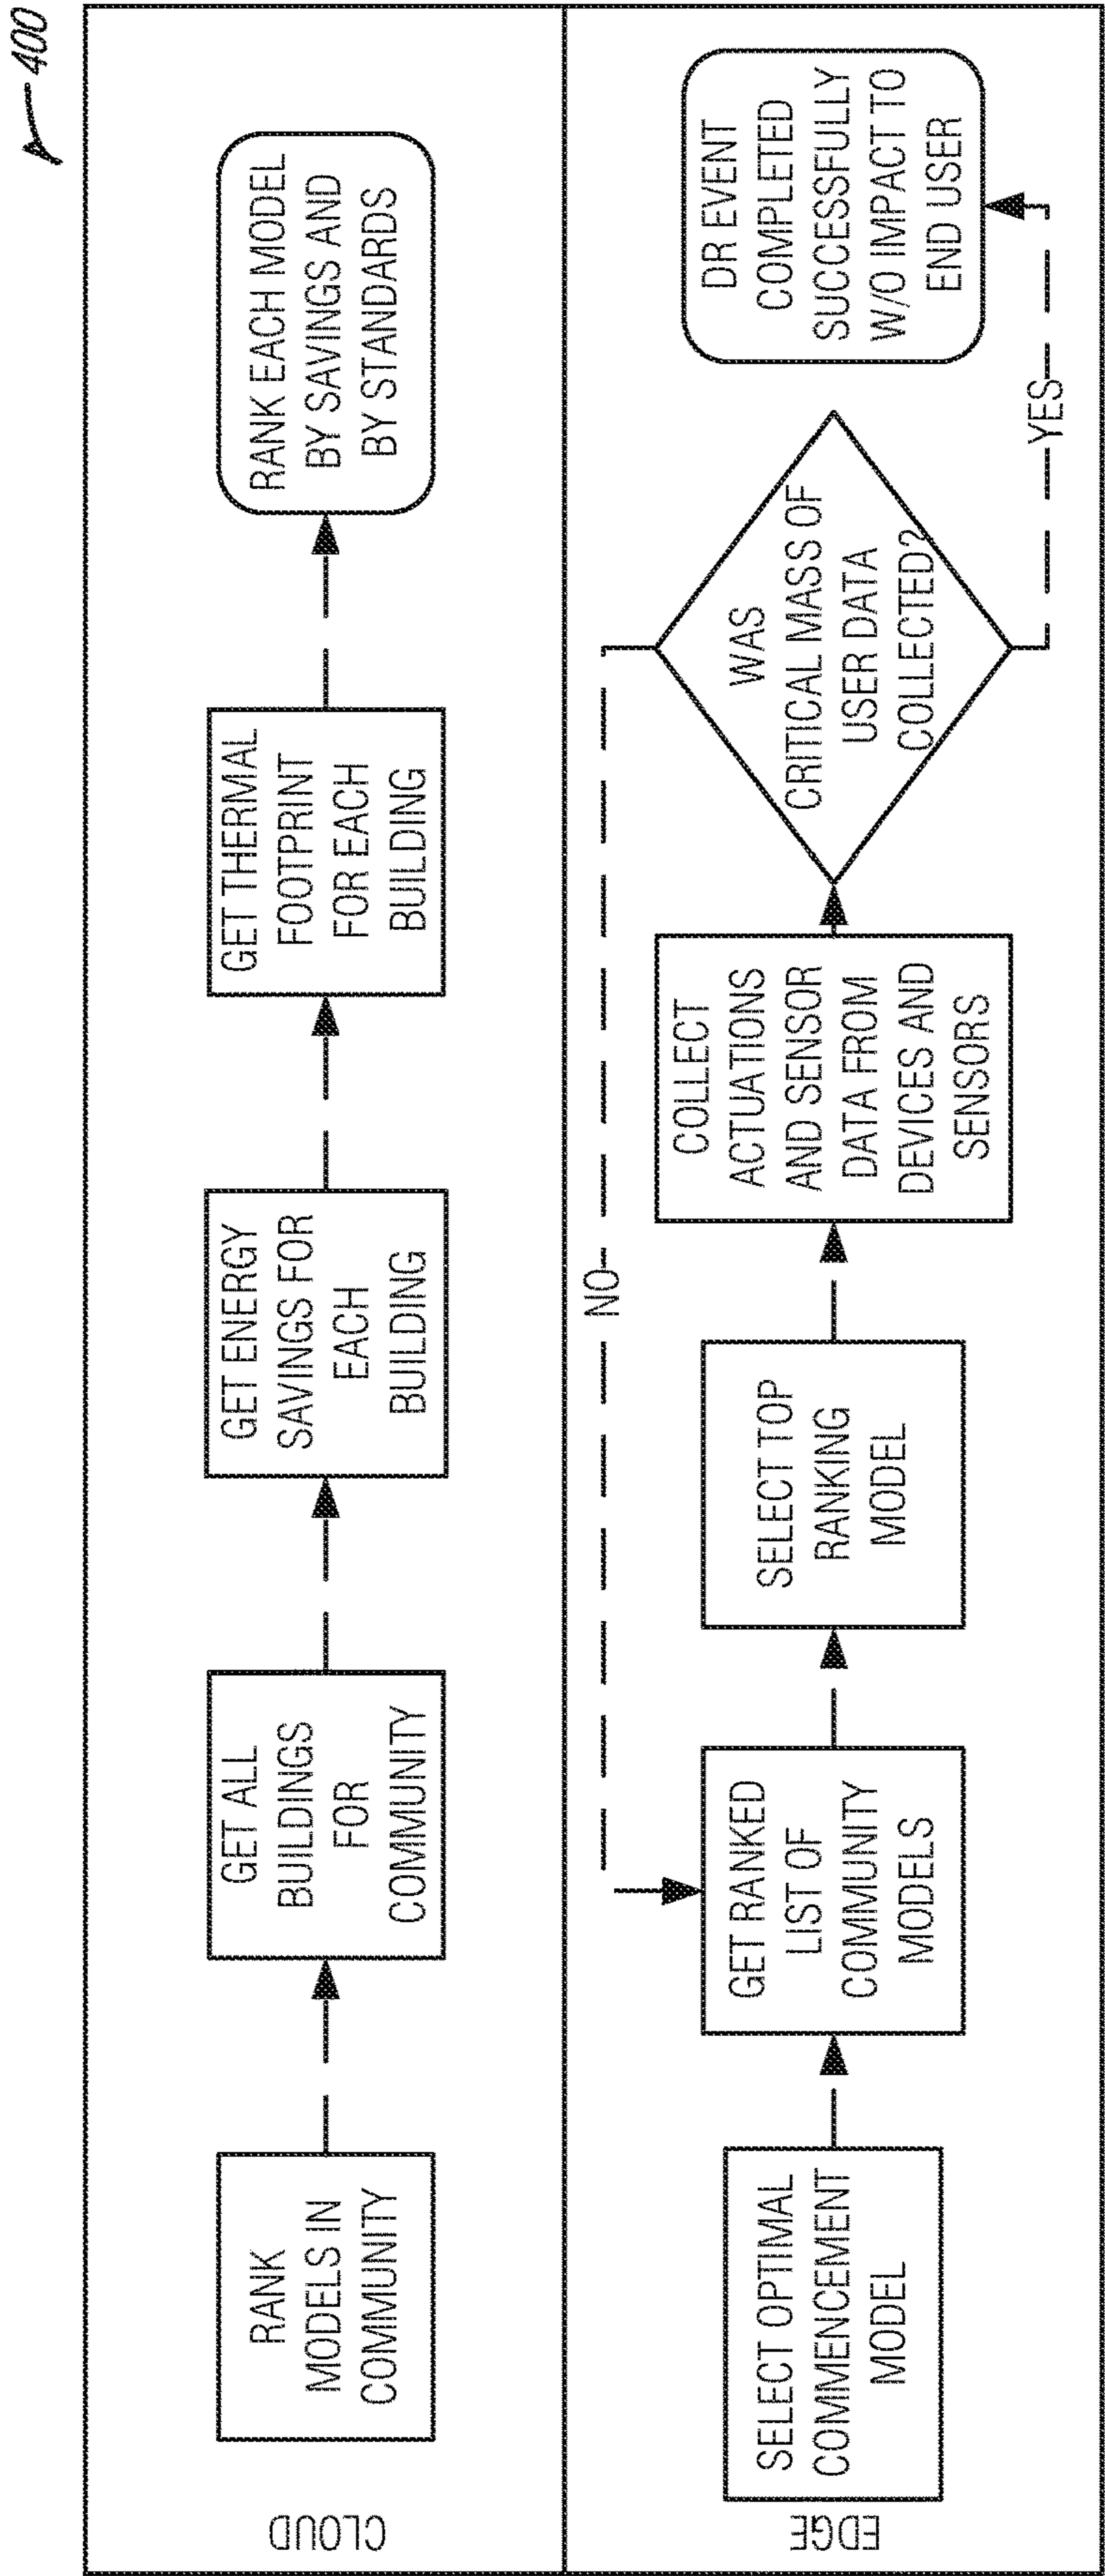 400
CLOUD
RANK
MODELS IN
COMMUNITY
GET ALL
BUILDINGS
FOR
COMMUNITY
GET ENERGY
SAVINGS FOR
EACH
BUILDING
GET THERMAL
FOOTPRINT
FOR EACH
BUILDING
RANK EACH MODEL
BY SAVINGS AND
BY STANDARDS
EDGE
SELECT OPTIMAL
COMMENCEMENT
MODEL
GET RANKED
LIST OF
COMMUNITY
MODELS
SELECT TOP
RANKING
MODEL
COLLECT
ACTUATIONS
AND SENSOR
DATA FROM
DEVICES AND
SENSORS
WAS
CRITICAL MASS OF
USER DATA
COLLECTED?
NO
YES
DR EVENT
COMPLETED
SUCCESSFULLY
W/O IMPACT TO
END USER